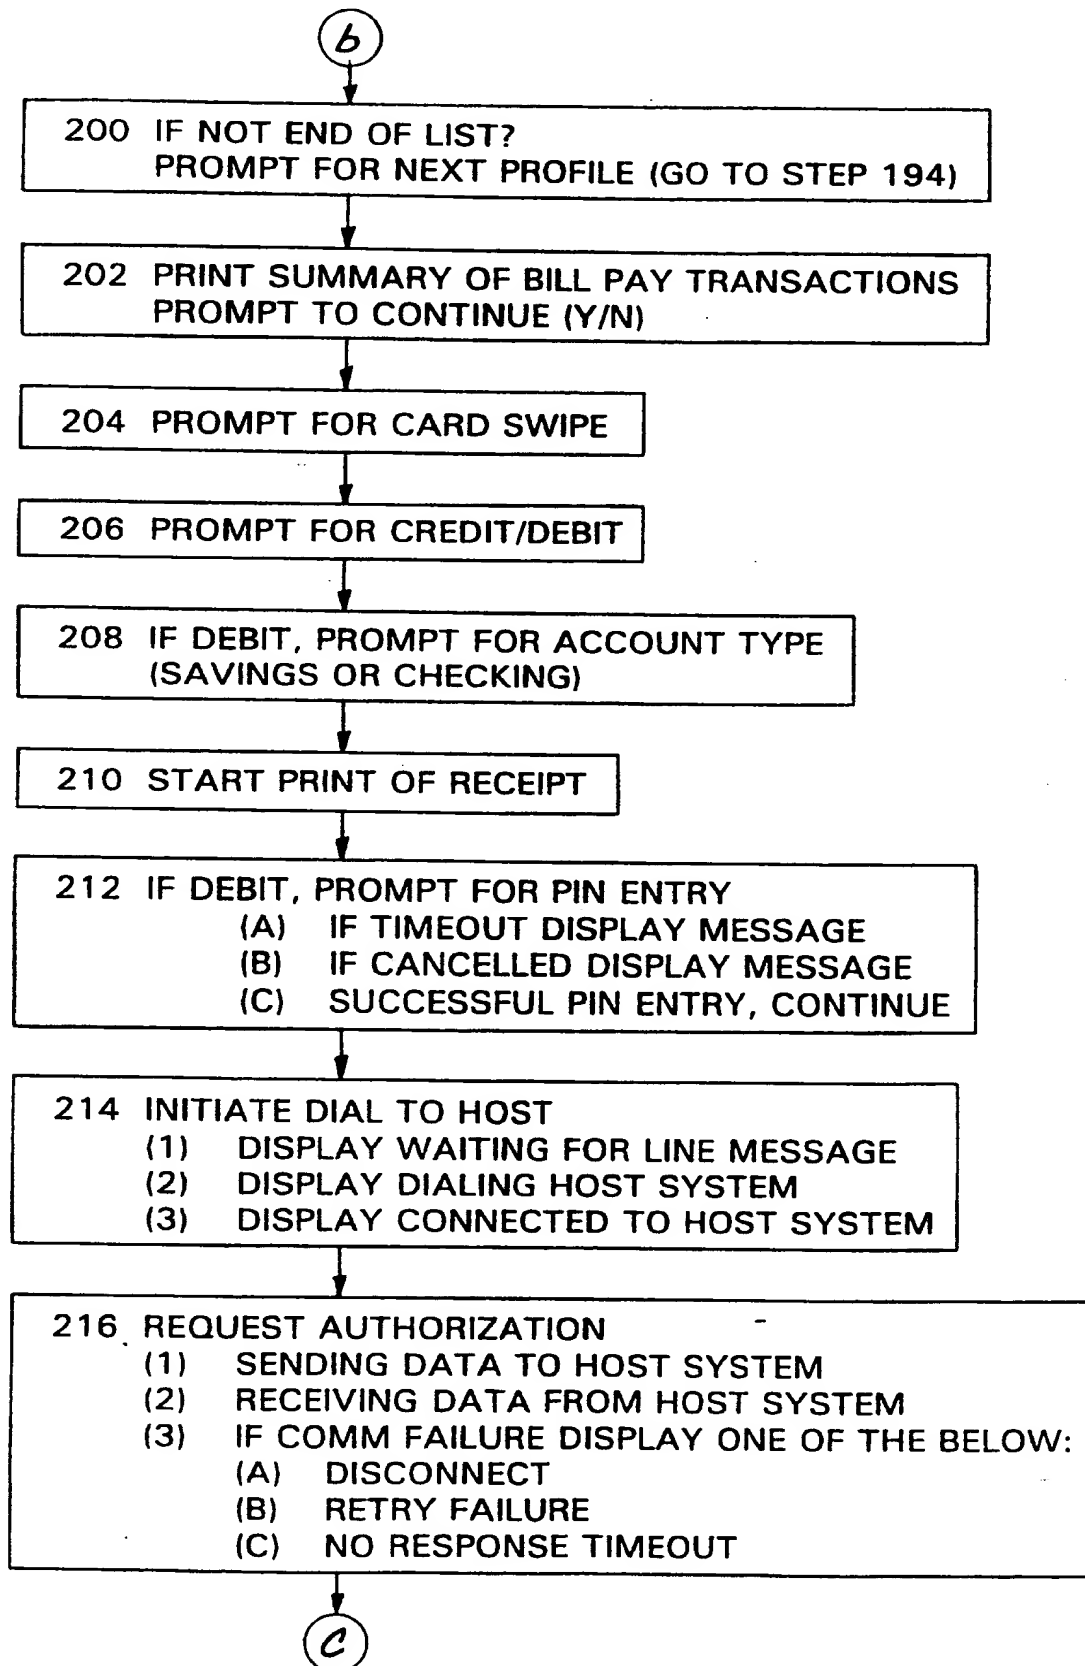 b
200 IF NOT END OF LIST?
PROMPT FOR NEXT PROFILE (GO TO STEP 194)
202 PRINT SUMMARY OF BILL PAY TRANSACTIONS
PROMPT TO CONTINUE (Y/N)
204 PROMPT FOR CARD SWIPE
206 PROMPT FOR CREDIT/DEBIT
208 IF DEBIT, PROMPT FOR ACCOUNT TYPE
(SAVINGS OR CHECKING)
210 START PRINT OF RECEIPT
212 IF DEBIT, PROMPT FOR PIN ENTRY
(A) IF TIMEOUT DISPLAY MESSAGE
(B) IF CANCELLED DISPLAY MESSAGE
(C) SUCCESSFUL PIN ENTRY, CONTINUE
214 INITIATE DIAL TO HOST
(1) DISPLAY WAITING FOR LINE MESSAGE
(2) DISPLAY DIALING HOST SYSTEM
(3) DISPLAY CONNECTED TO HOST SYSTEM
216 REQUEST AUTHORIZATION
(1) SENDING DATA TO HOST SYSTEM
(2) RECEIVING DATA FROM HOST SYSTEM
(3) IF COMM FAILURE DISPLAY ONE OF THE BELOW:
(A) DISCONNECT
(B) RETRY FAILURE
(C) NO RESPONSE TIMEOUT
C